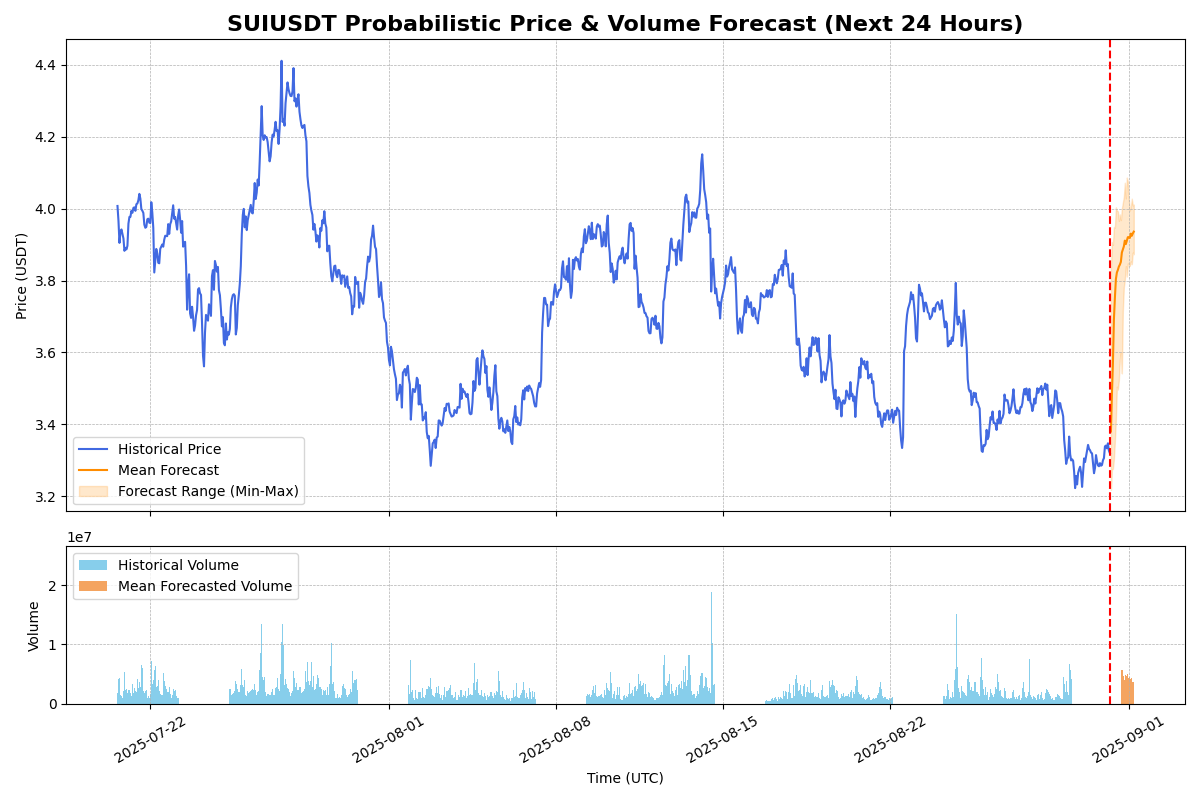 SUIUSDT Probabilistic Price & Volume Forecast (Next 24 Hours)
Price (USDT)
4.4
4.2
4.0
3.8
3.6
3.4
3.2
Historical Price
Mean Forecast
Forecast Range (Min-Max)
1e7
Volume
2
1
0
Historical Volume
Mean Forecasted Volume
2025-07-22
2025-08-01
2025-08-08
2025-08-15
2025-08-22
2025-09-01
Time (UTC)